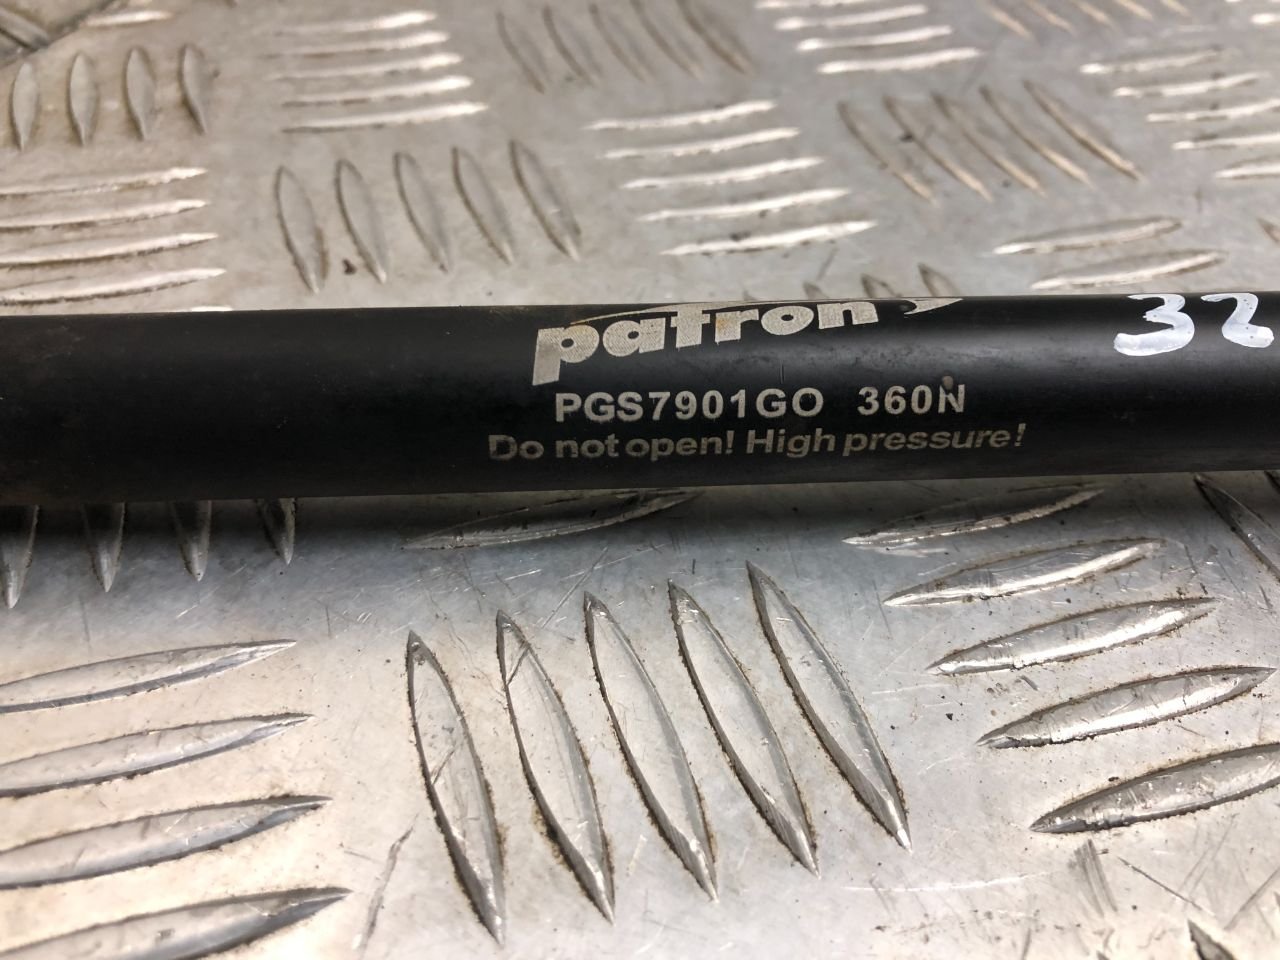 patron
32
PGS7901GO 360N
Do not open! High pressure!